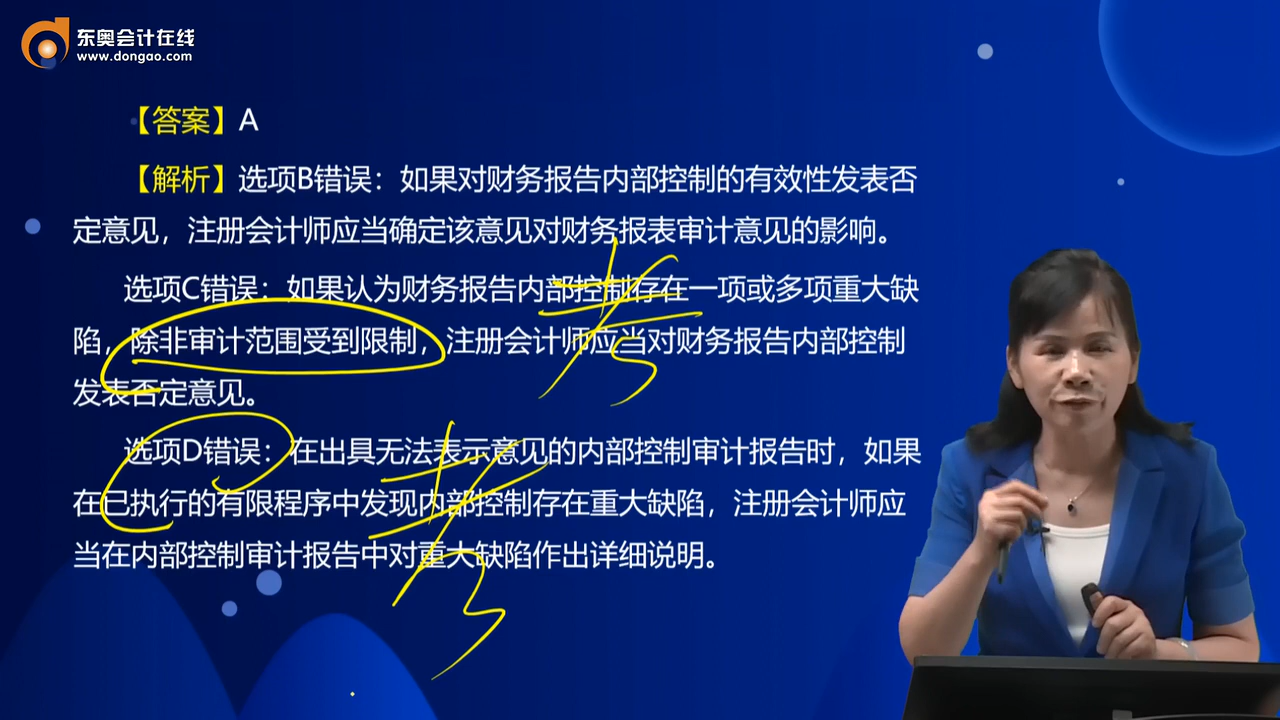 东奥会计在线
www.dongao.com
【答案】A
【解析】选项B错误：如果对财务报告内部控制的有效性发表否
定意见，注册会计师应当确定该意见对财务报表审计意见的影响。
选项C错误：如果认为财务报告内部控制存在一项或多项重大缺
陷，除非审计范围受到限制，注册会计师应当对财务报告内部控制
发表否定意见。
考
选项D错误：在出具无法表示意见的内部控制审计报告时，如果
在已执行的有限程序中发现内部控制存在重大缺陷，注册会计师应
当在内部控制审计报告中对重大缺陷作出详细说明。
考